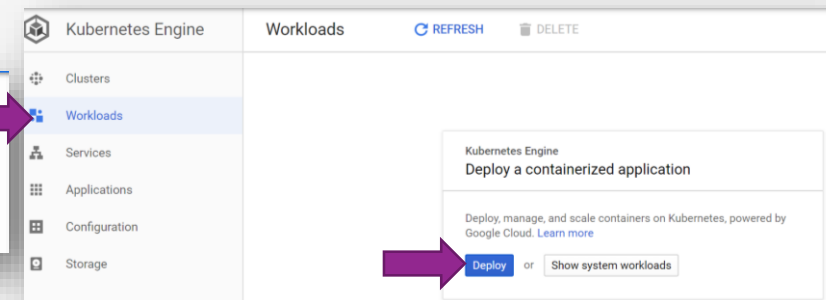 Kubernetes Engine
Workloads
REFRESH
DELETE
Clusters
Workloads
Services
Applications
Configuration
Storage
Kubernetes Engine
Deploy a containerized application
Deploy, manage, and scale containers on Kubernetes, powered by
Google Cloud. Learn more
Deploy or Show system workloads